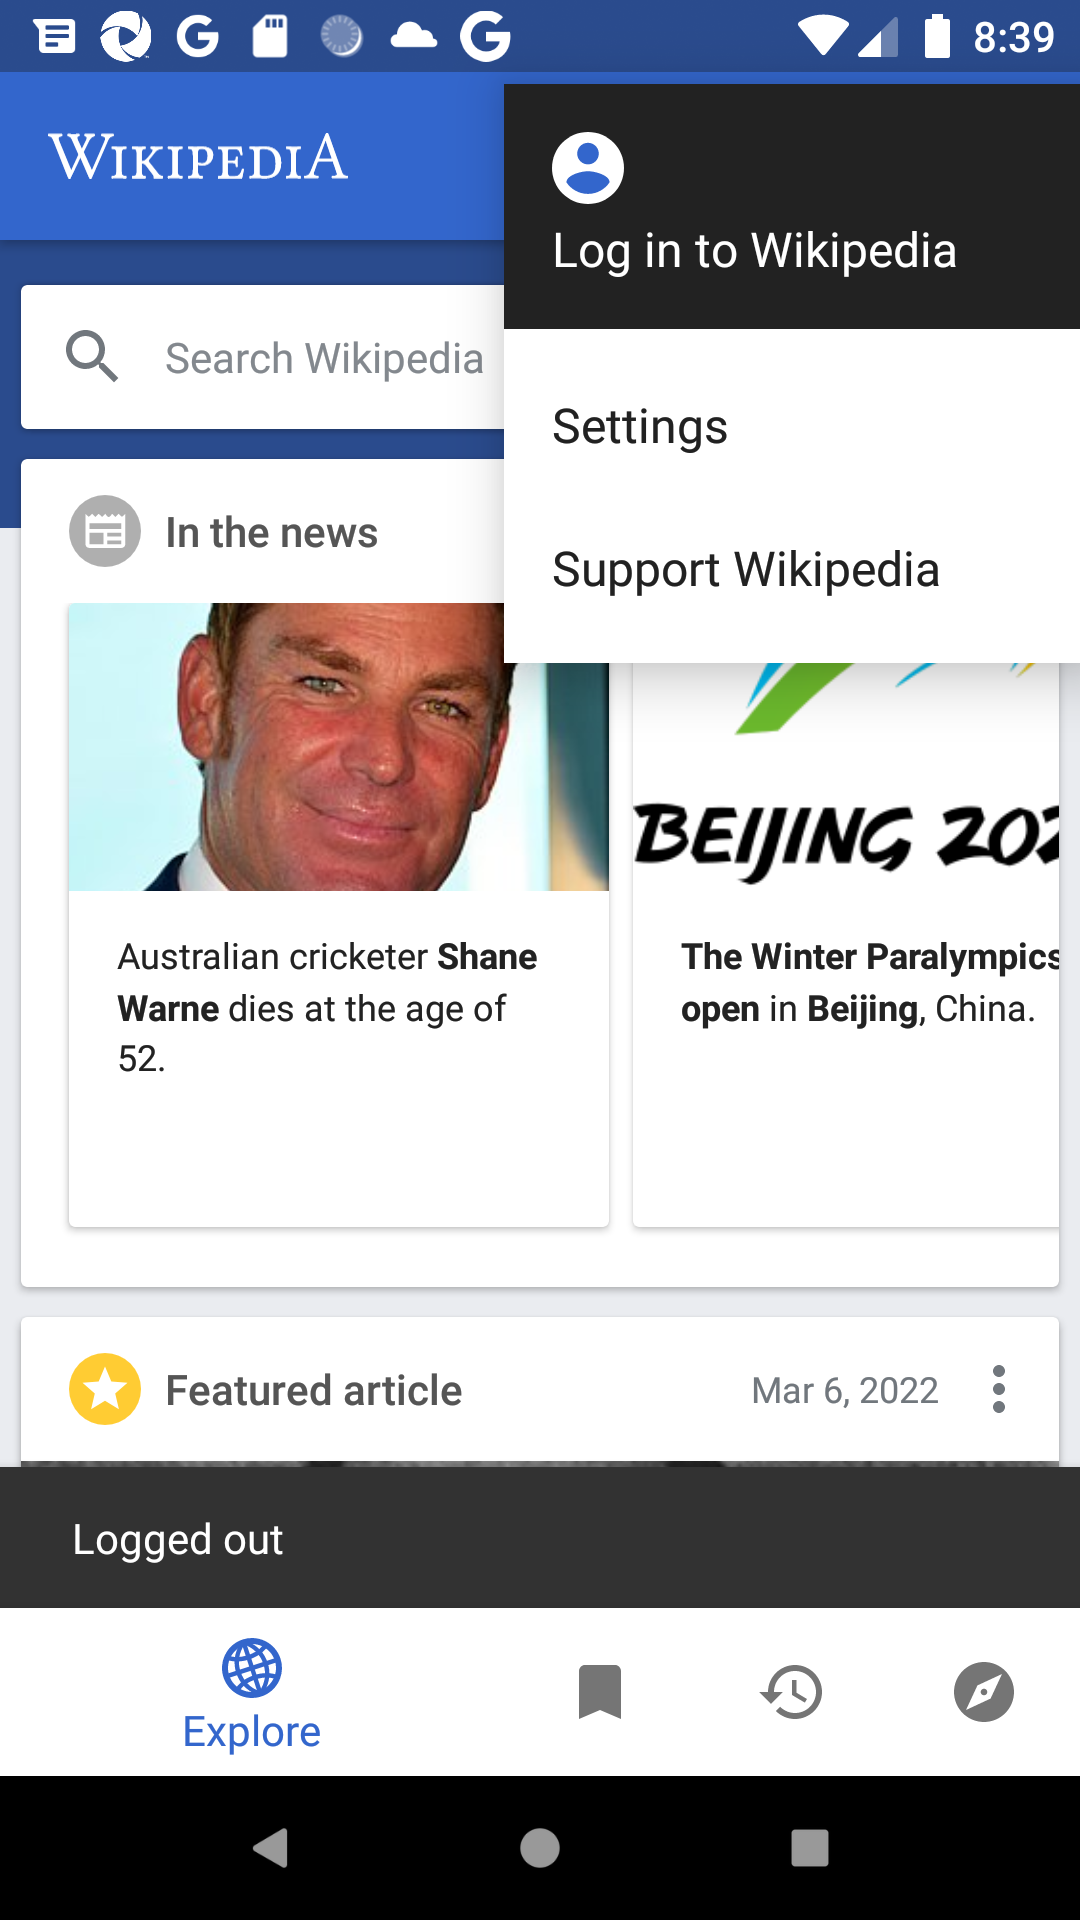 8:39
WIKIPEDIA
Log in to Wikipedia
Search Wikipedia
Settings
Support Wikipedia
In the news
BEIJING 202
Australian cricketer Shane
Warne dies at the age of
52.
The Winter Paralympics
open in Beijing, China.
Featured article
Mar 6, 2022
Logged out
Explore